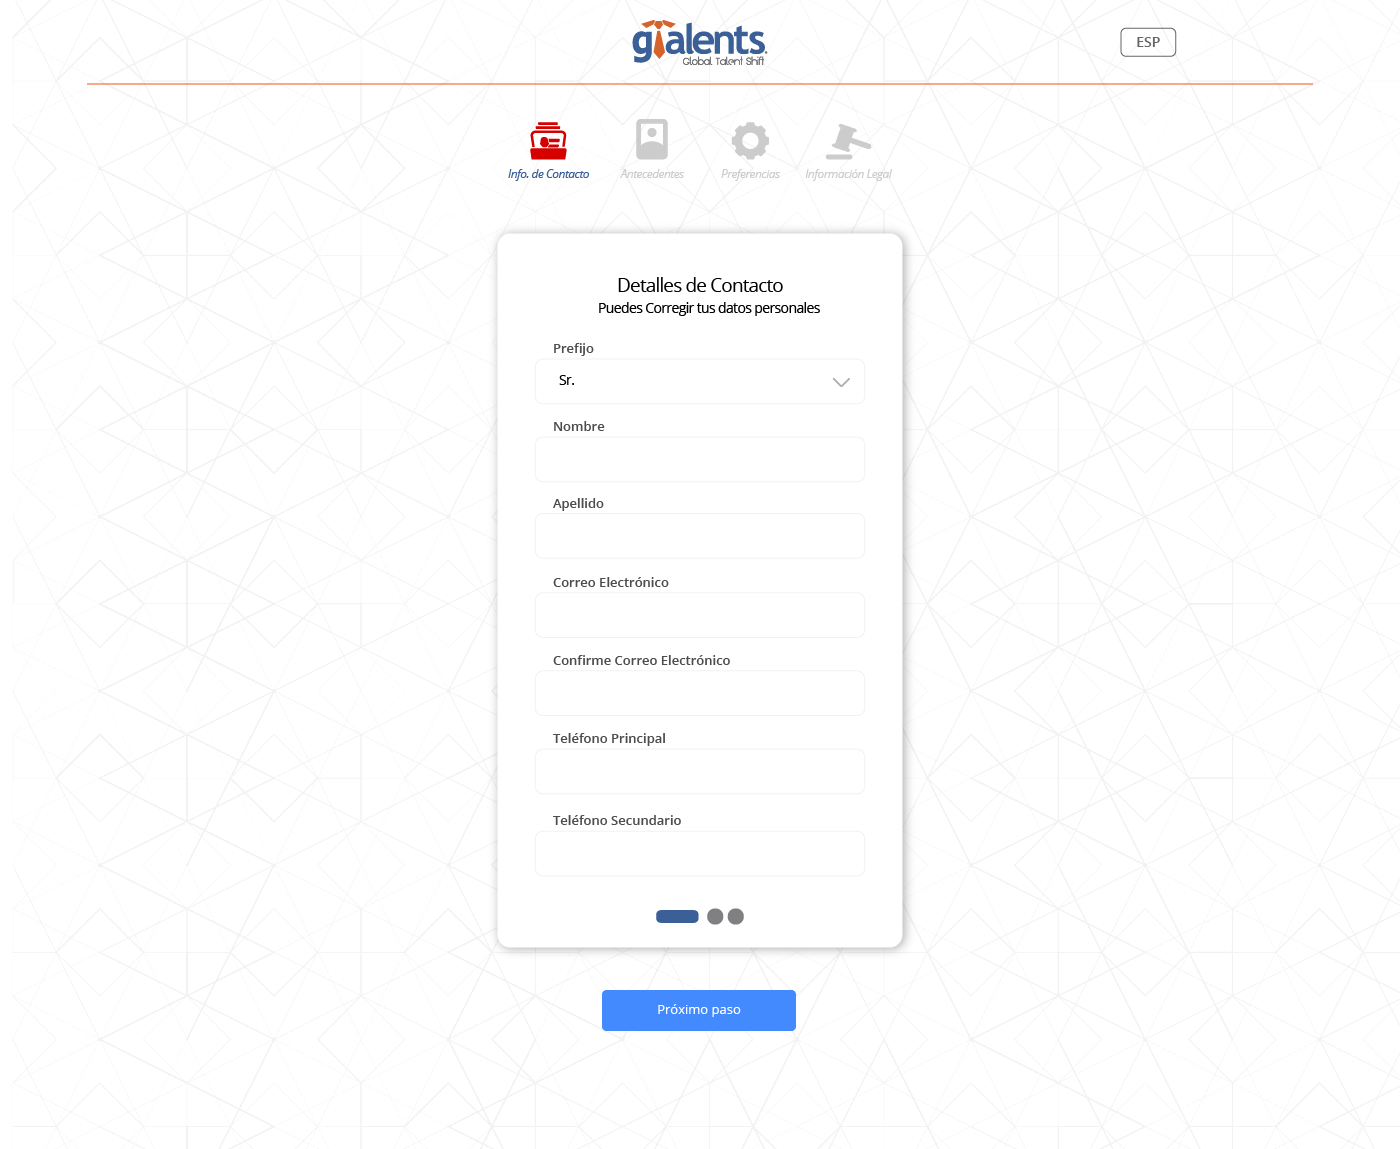 gtalents
Global Talent Shift
ESP
Info. de Contacto
Antecedentes
Preferencias
Información Legal
Detalles de Contacto
Puedes Corregir tus datos personales
Prefijo
Sr.
Nombre
Apellido
Correo Electrónico
Confirme Correo Electrónico
Teléfono Principal
Teléfono Secundario
Próximo paso